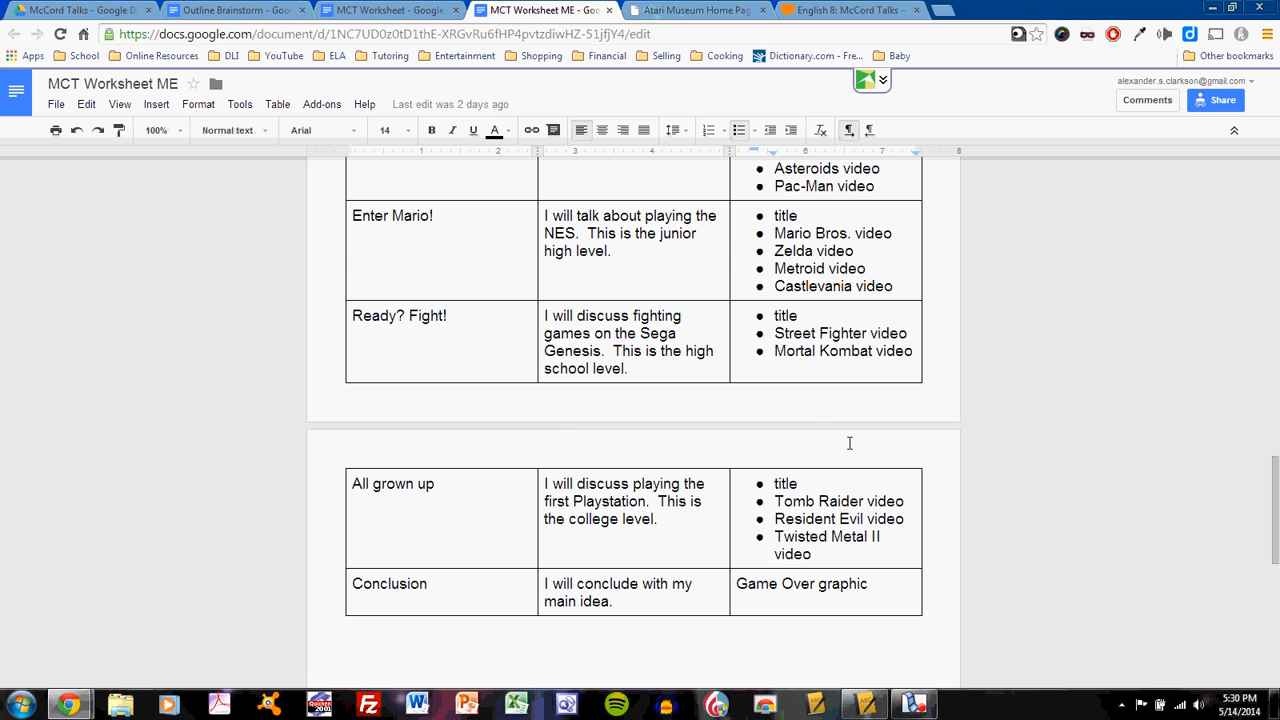 McCord Talks - Google D
Outline Brainstorm - Goo
MCT Worksheet - Google
MCT Worksheet ME - Goo
Atari Museum Home Pag
English 8: McCord Talks –
https://docs.google.com/document/d/1hC7UD0z0tD1thE-XRGvRu6fHP4pvtzdiwHZ-51jfjY4/edit
Apps School Online Resources DLI YouTube ELA Tutoring Entertainment Shopping Financial Selling Cooking Dictionary.com - Fre... Baby Other bookmarks
MCT Worksheet ME
alexander.s.clarkson@gmail.com
File Edit View Insert Format Tools Table Add-ons Help Last edit was 2 days ago
Comments Share
100% Normal text Arial 14 B I U A
1 2 3 4 5 6 7 8
● Asteroids video
● Pac-Man video
Enter Mario!
I will talk about playing the
NES. This is the junior
high level.
● title
● Mario Bros. video
● Zelda video
● Metroid video
● Castlevania video
Ready? Fight!
I will discuss fighting
games on the Sega
Genesis. This is the high
school level.
● title
● Street Fighter video
● Mortal Kombat video
All grown up
I will discuss playing the
first Playstation. This is
the college level.
● title
● Tomb Raider video
● Resident Evil video
● Twisted Metal II
video
Conclusion
I will conclude with my
main idea.
Game Over graphic
5:30 PM
5/14/2014